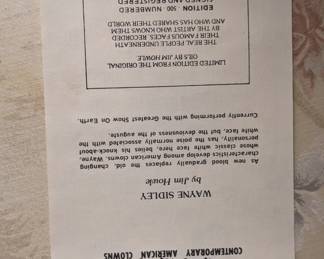 CONTEMPORARY AMERICAN CLOWNS
by Jim Howle
WAYNE SIDLEY
As new blood gradually replaces the old, changing
characteristics develop among American clowns. Wayne,
whose classic white face here, belies his knock-about
personality, has the poise normally associated with the
white face, but the deviousness of the auguste.
Currently performing with the Greatest Show On Earth.
LIMITED EDITION FROM THE ORIGINAL
OILS BY JIM HOWLE.
THE REAL PEOPLE UNDERNEATH
THEIR FAMOUS FACES, RECORDED
BY THE ARTIST WHO KNOWS THEM
AND WHO HAS SHARED THEIR WORLD
EDITION 500 NUMBERED
SIGNED AND REGISTERED